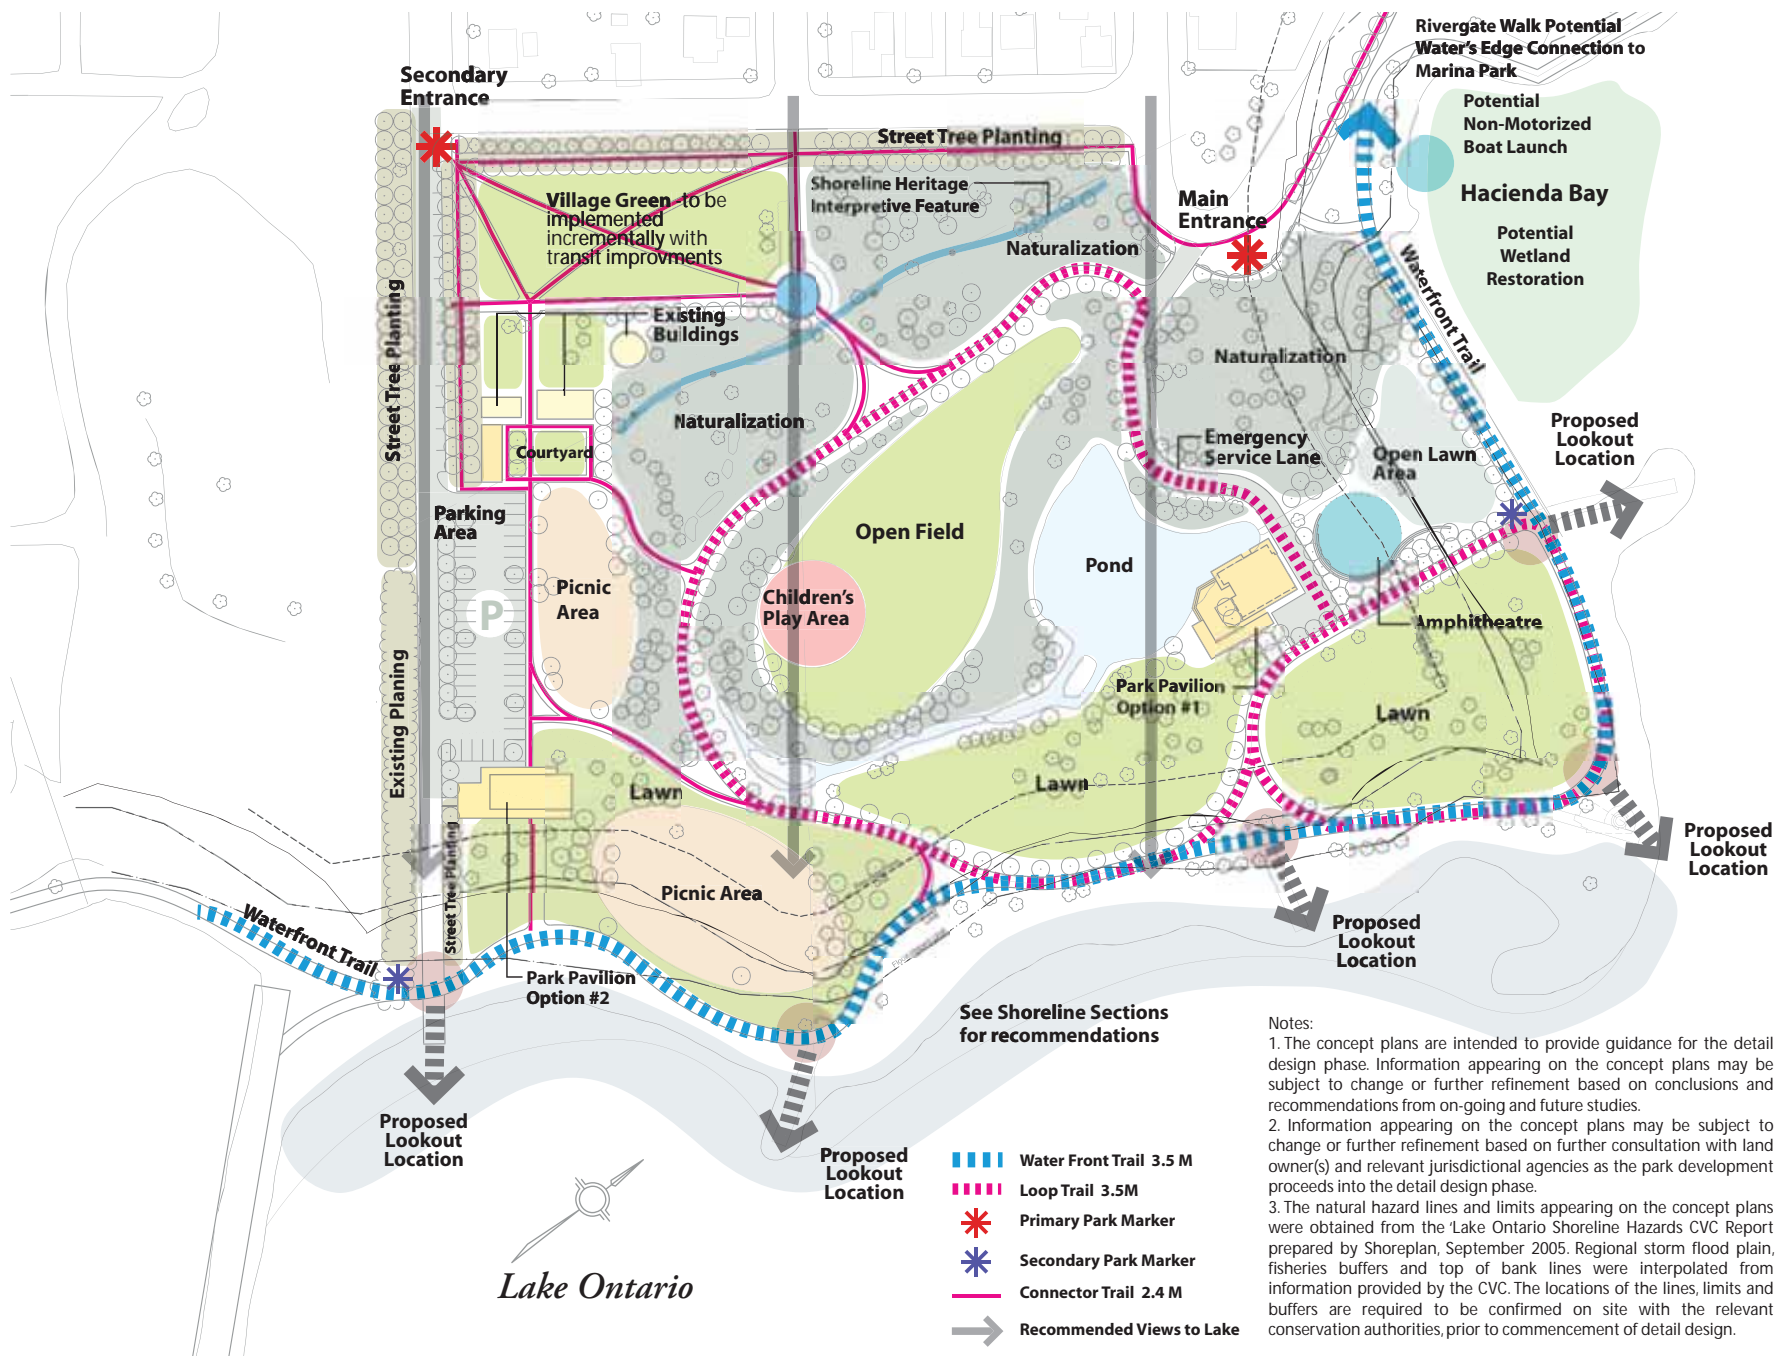 Rivergate Walk Potential
Water's Edge Connection to
Marina Park
Secondary
Entrance
Potential
Non-Motorized
Boat Launch
Street Tree Planting
Shoreline Heritage
Interpretive Feature
Village Green -to be
implemented
incrementally with
transit improvments
Main
Entrance
Hacienda Bay
Potential
Wetland
Restoration
Naturalization
Waterfront Trail
Existing
Buildings
Street Tree Planting
Naturalization
Naturalization
Courtyard
Emergency
Service Lane
Open Lawn
Area
Proposed
Lookout
Location
Parking
Area
Open Field
Pond
Picnic
Area
P
Children's
Play Area
Amphitheatre
Existing Planing
Park Pavilion
Option #1
Lawn
Lawn
Lawn
Street Tree Planting
Picnic Area
Proposed
Lookout
Location
Waterfront Trail
Proposed
Lookout
Location
Park Pavilion
Option #2
See Shoreline Sections
for recommendations
Proposed
Lookout
Location
Proposed
Lookout
Location
Lake Ontario
Water Front Trail 3.5 M
Loop Trail 3.5M
Primary Park Marker
Secondary Park Marker
Connector Trail 2.4 M
Recommended Views to Lake
Notes:
1. The concept plans are intended to provide guidance for the detail
design phase. Information appearing on the concept plans may be
subject to change or further refinement based on conclusions and
recommendations from on-going and future studies.
2. Information appearing on the concept plans may be subject to
change or further refinement based on further consultation with land
owner(s) and relevant jurisdictional agencies as the park development
proceeds into the detail design phase.
3. The natural hazard lines and limits appearing on the concept plans
were obtained from the 'Lake Ontario Shoreline Hazards CVC Report
prepared by Shoreplan, September 2005. Regional storm flood plain,
fisheries buffers and top of bank lines were interpolated from
information provided by the CVC. The locations of the lines, limits and
buffers are required to be confirmed on site with the relevant
conservation authorities, prior to commencement of detail design.